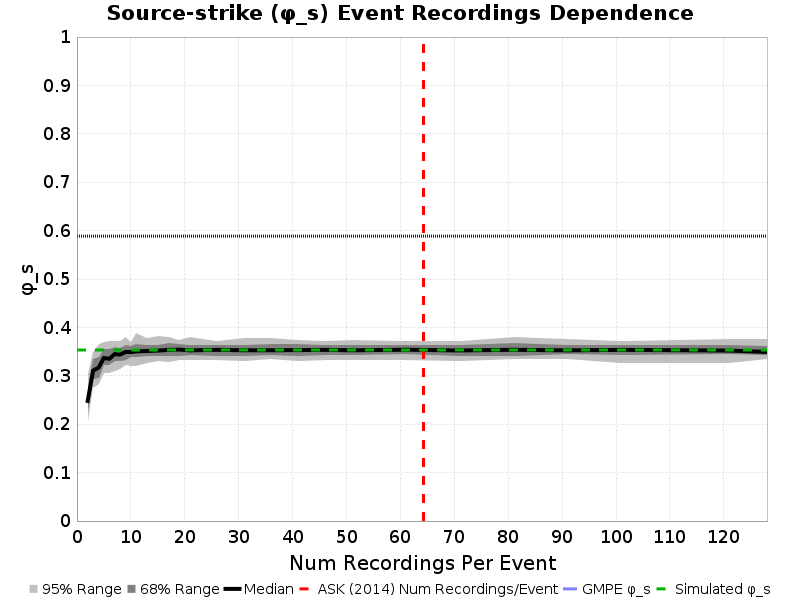 Source-strike (φ_s) Event Recordings Dependence
1
0.9
0.8
0.7
0.6
0.5
0.4
0.3
0.2
0.1
0
φ_s
0 10 20 30 40 50 60 70 80 90 100 110 120
Num Recordings Per Event
95% Range 68% Range Median ASK (2014) Num Recordings/Event GMPE φ_s Simulated φ_s